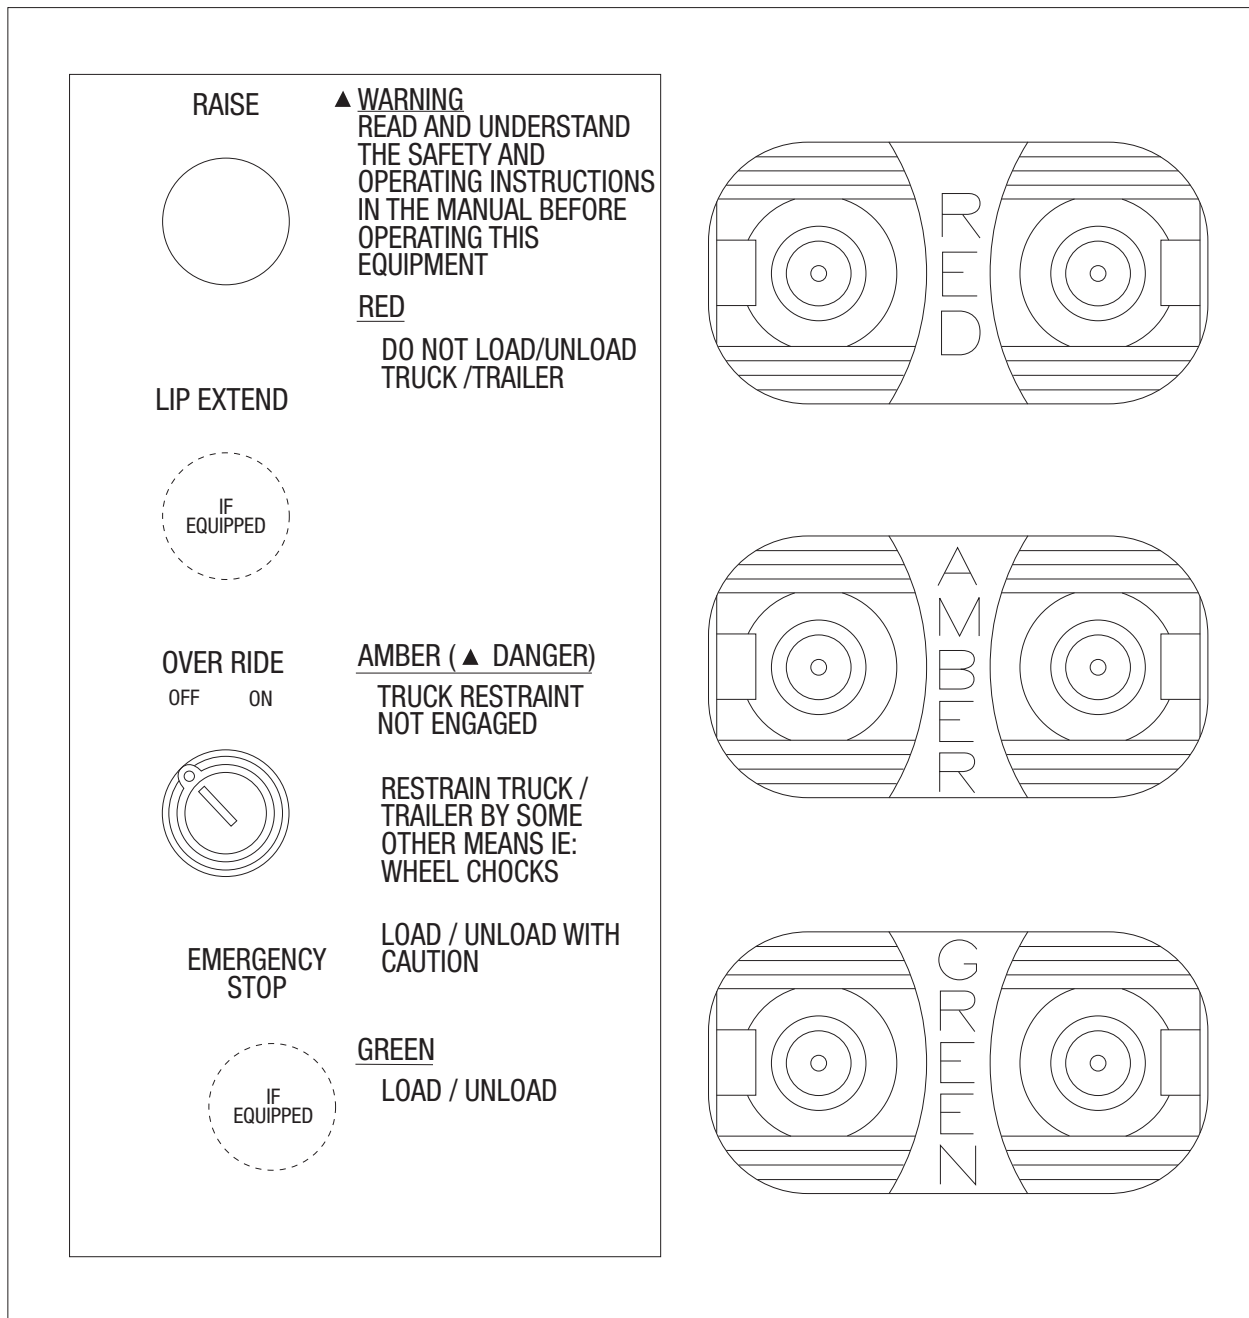 RAISE
▲ WARNING
READ AND UNDERSTAND
THE SAFETY AND
OPERATING INSTRUCTIONS
IN THE MANUAL BEFORE
OPERATING THIS
EQUIPMENT
RED
DO NOT LOAD/UNLOAD
TRUCK /TRAILER
LIP EXTEND
IF
EQUIPPED
OVER RIDE
OFF ON
AMBER ( ▲ DANGER)
TRUCK RESTRAINT
NOT ENGAGED
RESTRAIN TRUCK /
TRAILER BY SOME
OTHER MEANS IE:
WHEEL CHOCKS
LOAD / UNLOAD WITH
CAUTION
EMERGENCY
STOP
IF
EQUIPPED
GREEN
LOAD / UNLOAD
RED
AMBER
GREEN